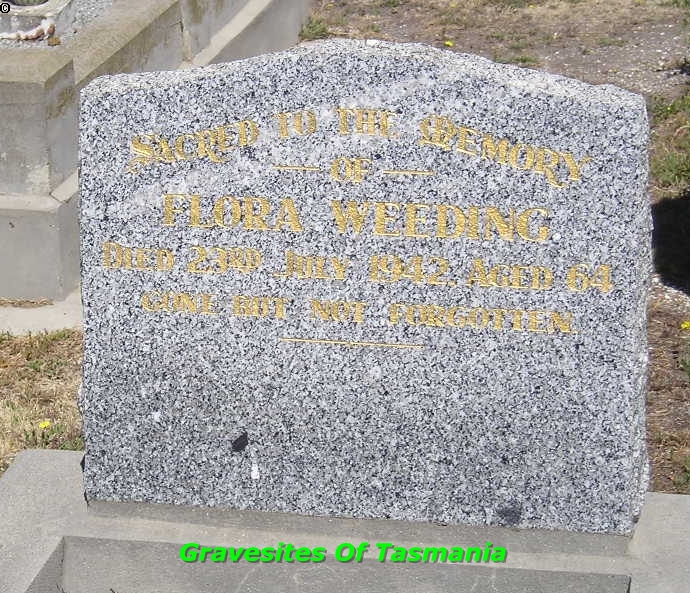 ©
Sacred to the Memory
of
Flora Weeding
Died 23rd July 1942. Aged 64
Gone but not forgotten.
Gravesites Of Tasmania